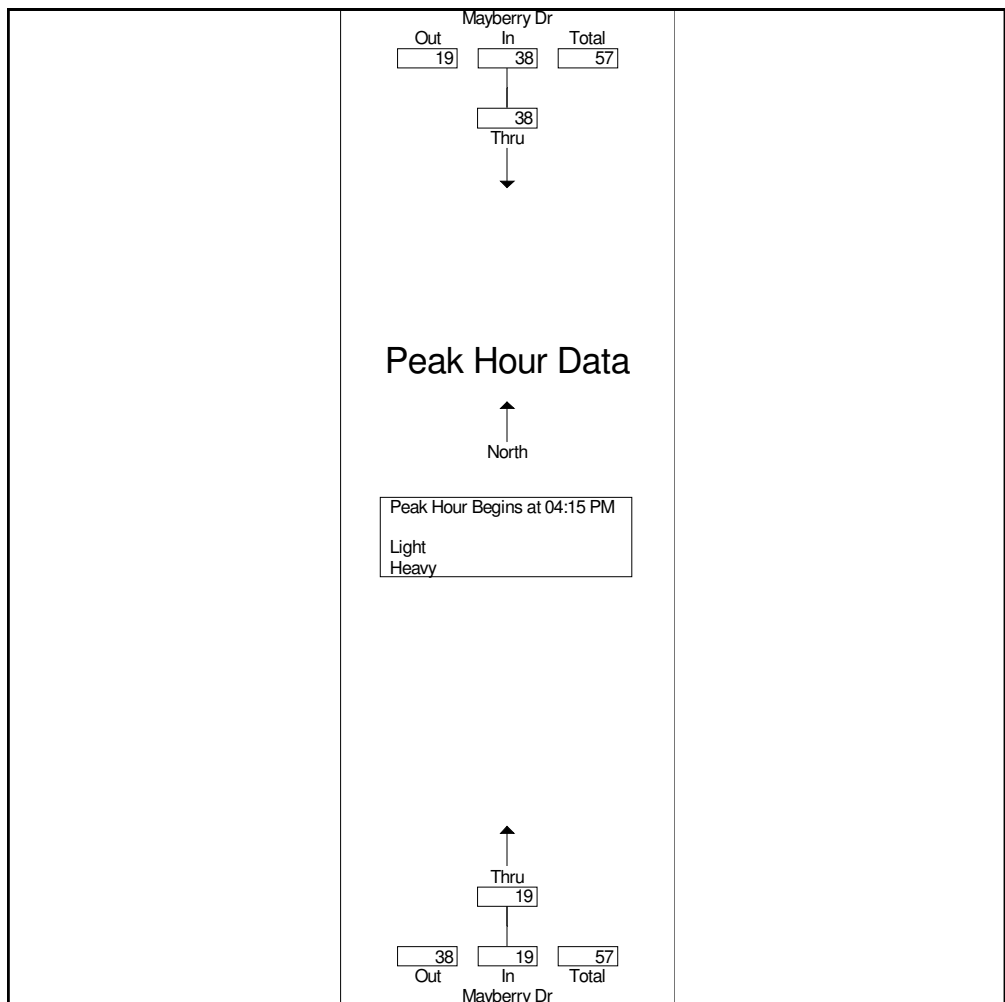 Mayberry Dr
Out In Total
19 38 57
38
Thru
Peak Hour Data
North
Peak Hour Begins at 04:15 PM
Light
Heavy
Thru
19
38 19 57
Out In Total
Mayberry Dr